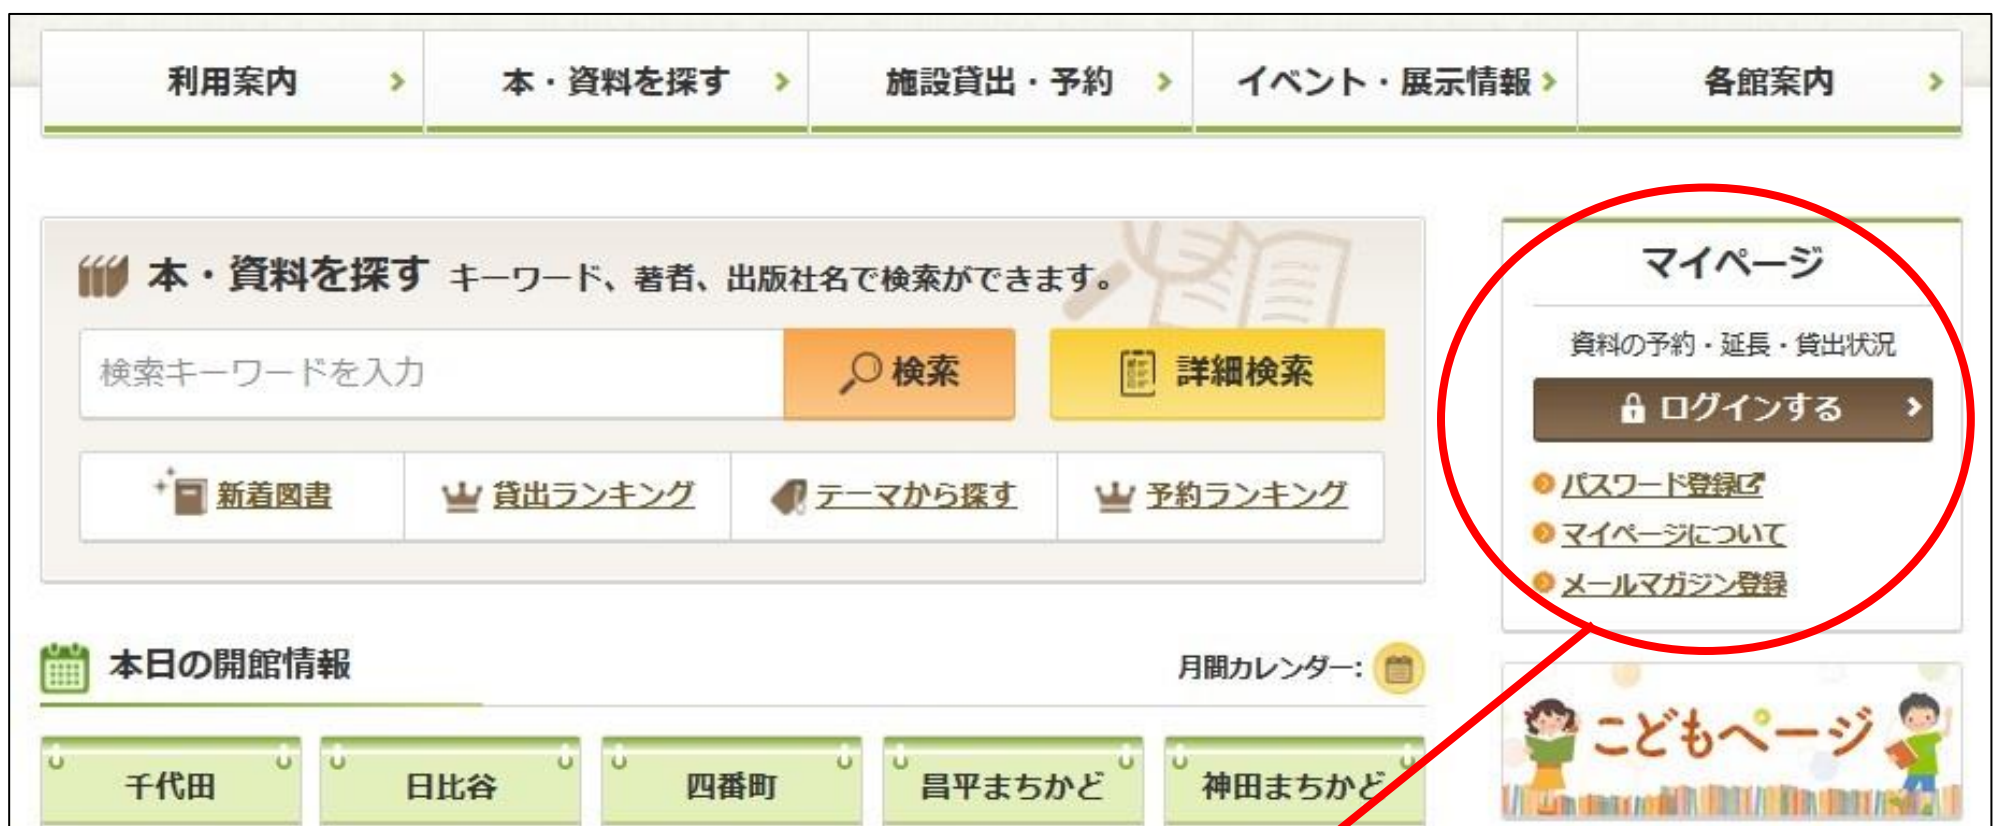 利用案内
本・資料を探す
施設貸出・予約
イベント・展示情報
各館案内
本・資料を探す キーワード、著者、出版社名で検索ができます。
検索キーワードを入力
検索
詳細検索
新着図書
貸出ランキング
テーマから探す
予約ランキング
マイページ
資料の予約・延長・貸出状況
ログインする
パスワード登録
マイページについて
メールマガジン登録
本日の開館情報
月間カレンダー:
千代田
日比谷
四番町
昌平まちかど
神田まちかど
こどもページ